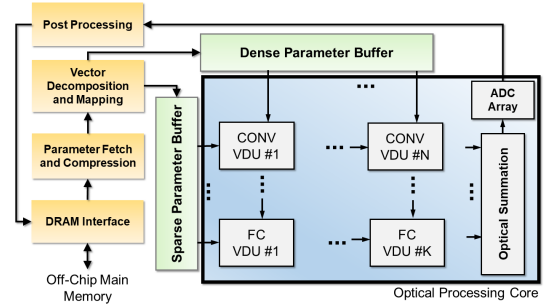 Post Processing
Dense Parameter Buffer
Vector
Decomposition
and Mapping
ADC
Array
Sparse Parameter Buffer
CONV
VDU #1
CONV
VDU #N
Parameter Fetch
and Compression
Optical Summation
DRAM Interface
FC
VDU #1
FC
VDU #K
Off-Chip Main
Memory
Optical Processing Core